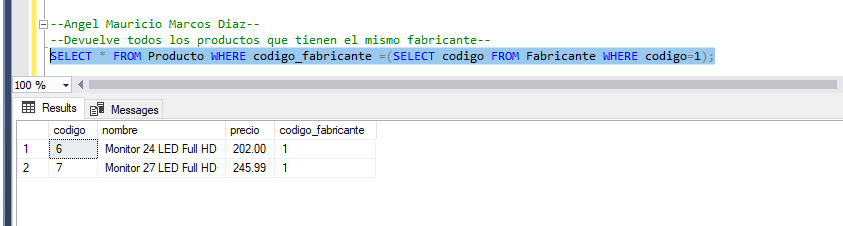 --Angel Mauricio Marcos Diaz--
--Devuelve todos los productos que tienen el mismo fabricante--
SELECT * FROM Producto WHERE codigo_fabricante =(SELECT codigo FROM Fabricante WHERE codigo=1);
100 %
Results Messages
codigo nombre precio codigo_fabricante
1 6 Monitor 24 LED Full HD 202.00 1
2 7 Monitor 27 LED Full HD 245.99 1